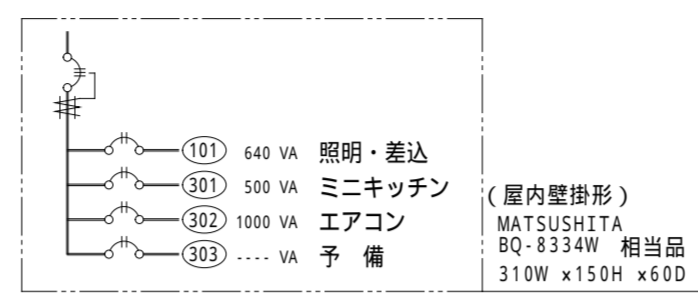 101 640 VA 照明・差込
301 500 VA ミニキッチン
302 1000 VA エアコン
303 ---- VA 予 備
(屋内壁掛形)
MATSUSHITA
BQ-8334W 相当品
310W x150H x60D